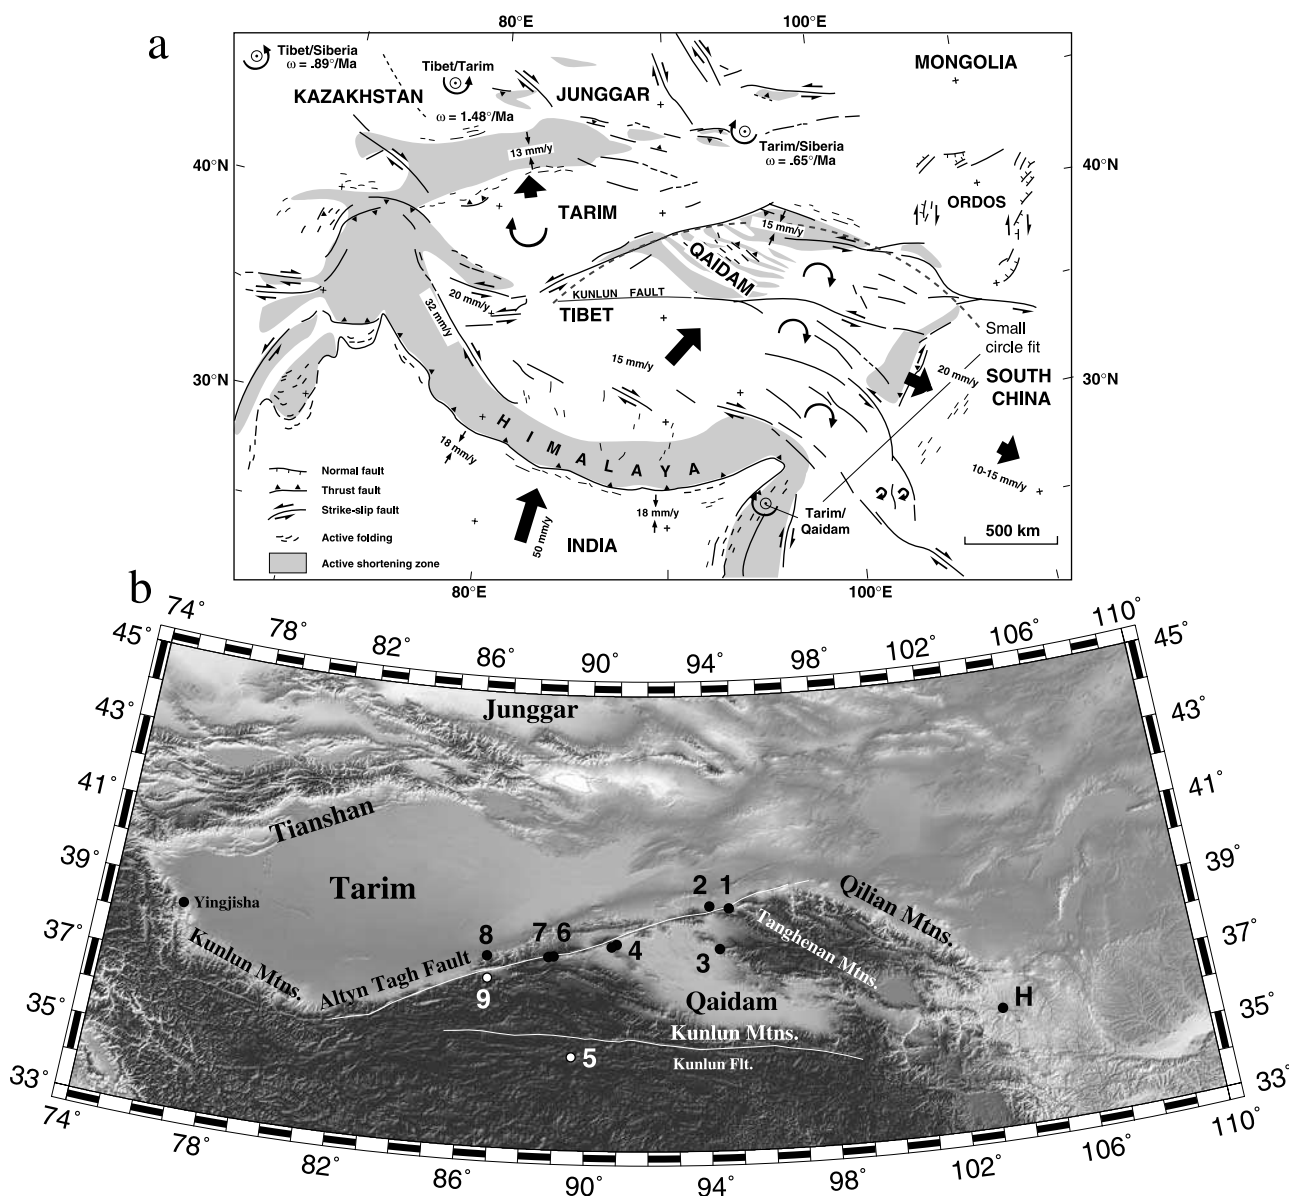 a
80°E
100°E
Tibet/Siberia
ω = .89°/Ma
Tibet/Tarim
ω = 1.48°/Ma
KAZAKHSTAN
JUNGGAR
MONGOLIA
Tarim/Siberia
ω = .65°/Ma
40°N
40°N
13 mm/y
TARIM
ORDOS
15 mm/y
QAIDAM
20 mm/y
32 mm/y
KUNLUN FAULT
TIBET
Small
circle fit
15 mm/y
30°N
30°N
20 mm/y
SOUTH
CHINA
HIMALAYA
18 mm/y
18 mm/y
10-15 mm/y
50 mm/y
INDIA
Tarim/
Qaidam
500 km
Normal fault
Thrust fault
Strike-slip fault
Active folding
Active shortening zone
80°E
100°E
b
74°
78°
82°
86°
90°
94°
98°
102°
106°
110°
45°
45°
43°
43°
41°
41°
39°
39°
37°
37°
35°
35°
33°
33°
Junggar
Tianshan
Tarim
Yingjisha
Kunlun Mtns.
Altyn Tagh Fault
8
7 6
9
4
2 1
3
Qilian Mtns.
Tanghenan Mtns.
Qaidam
H
Kunlun Mtns.
Kunlun Flt.
5
74°
78°
82°
86°
90°
94°
98°
102°
106°
110°